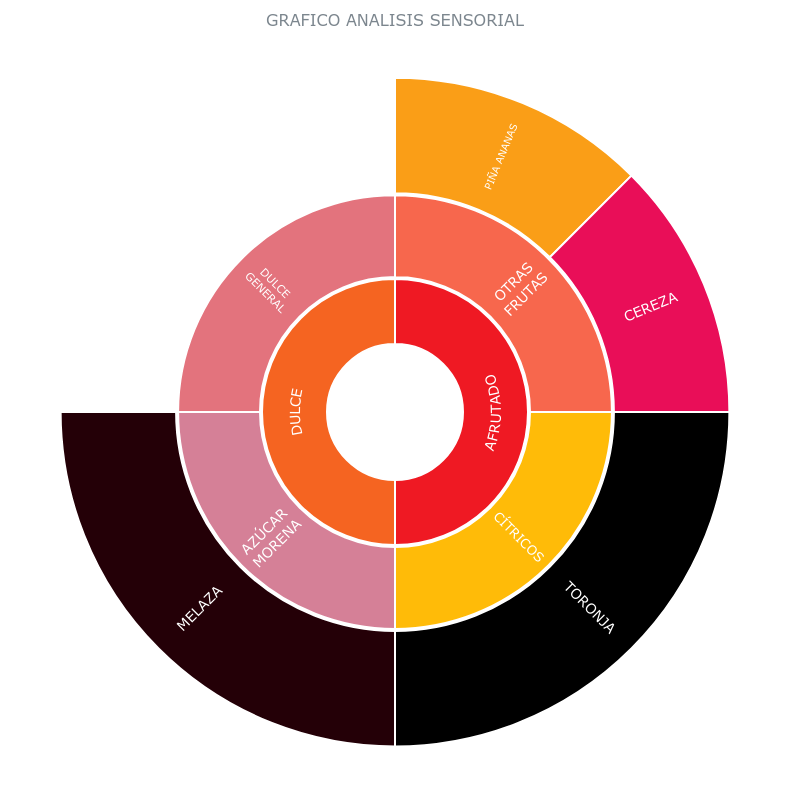 GRAFICO ANALISIS SENSORIAL
PIÑA ANANAS
CEREZA
OTRAS
FRUTAS
DULCE
GENERAL
AFRUTADO
DULCE
AZÚCAR
MORENA
CÍTRICOS
MELAZA
TORONJA